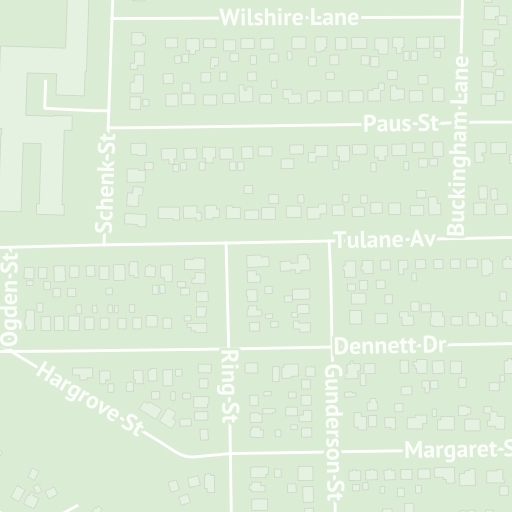 Wilshire Lane
Paus St
Buckingham Lane
Schenk St
Tulane Av
Ogden St
Dennett Dr
Hargrove St
Ring St
Gunderson St
Margaret S